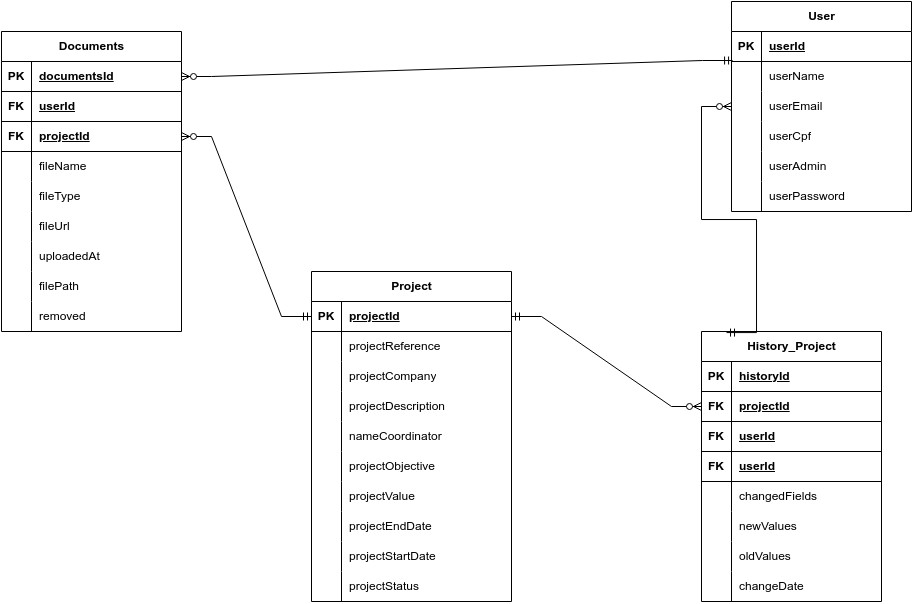 Documents
PK documentsId
FK userId
FK projectId
fileName
fileType
fileUrl
uploadedAt
filePath
removed
User
PK userId
userName
userEmail
userCpf
userAdmin
userPassword
Project
PK projectId
projectReference
projectCompany
projectDescription
nameCoordinator
projectObjective
projectValue
projectEndDate
projectStartDate
projectStatus
History_Project
PK historyId
FK projectId
FK userId
FK userId
changedFields
newValues
oldValues
changeDate